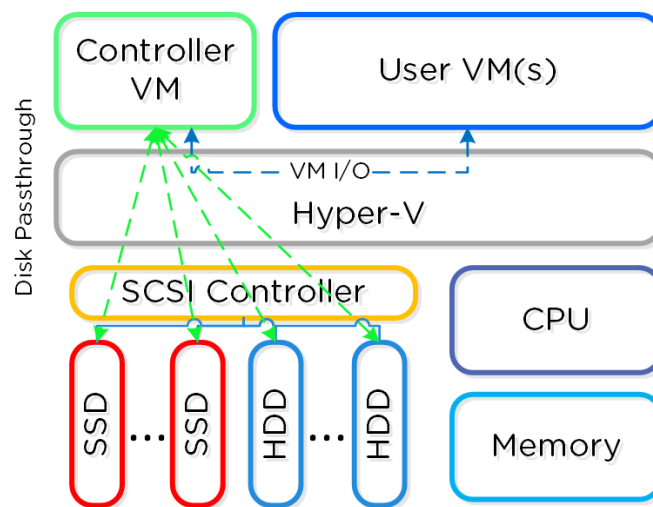 Controller
VM
User VM(s)
Disk Passthrough
VM I/O
Hyper-V
SCSI Controller
CPU
SSD
...
SSD
HDD
...
HDD
Memory